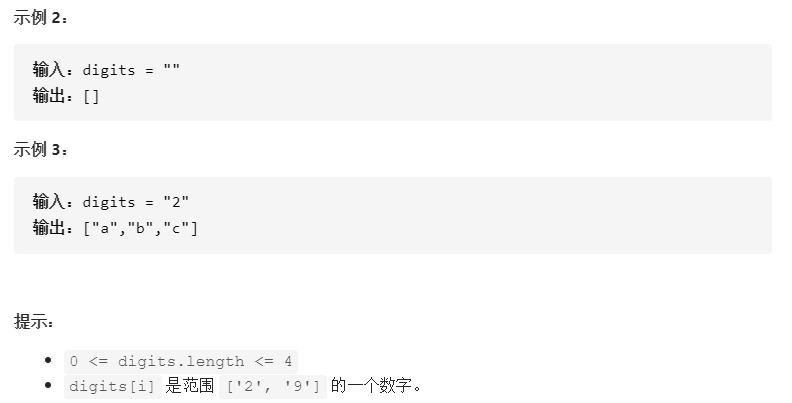 示例 2：
输入：digits = ""
输出：[]
示例 3：
输入：digits = "2"
输出：["a","b","c"]
提示：
0 <= digits.length <= 4
digits[i] 是范围 ['2', '9'] 的一个数字。